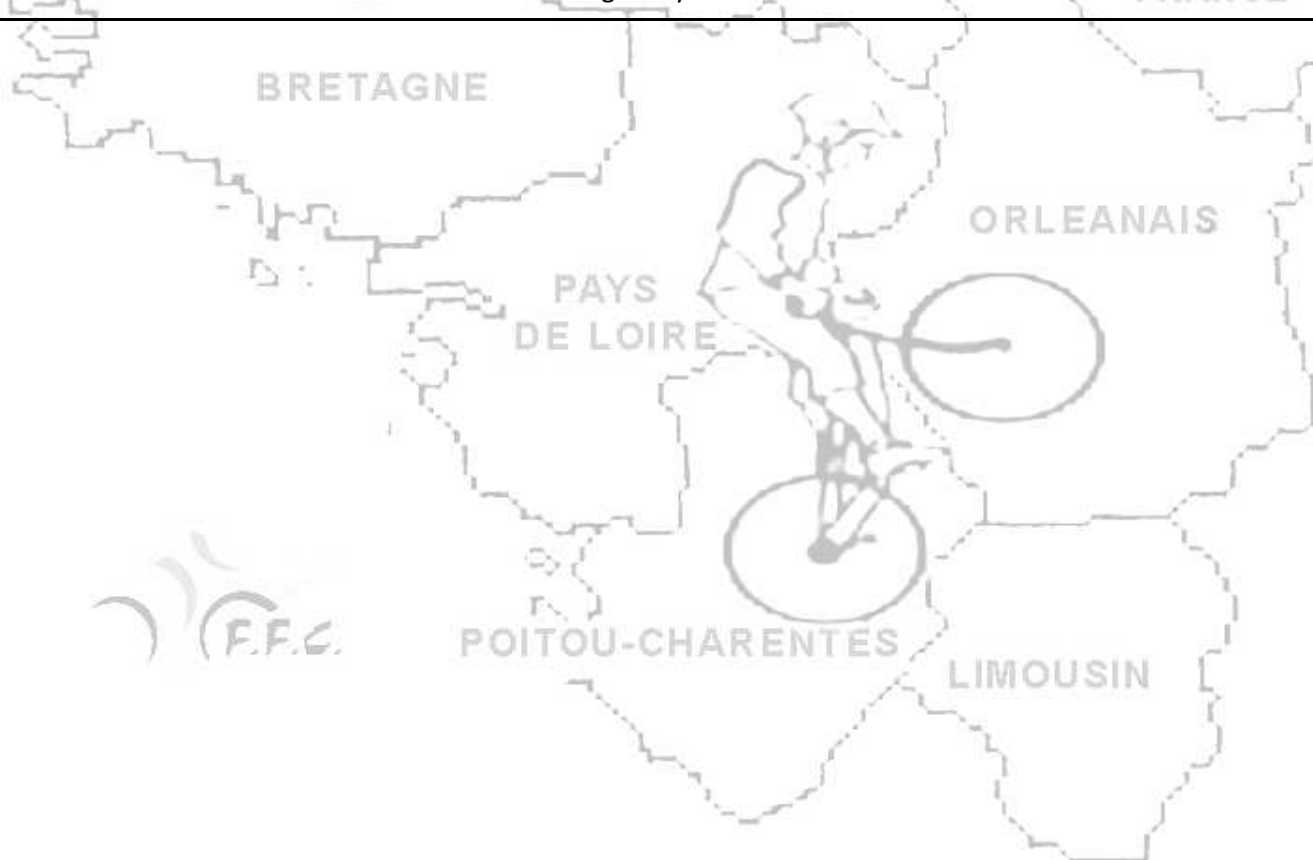 BRETAGNE
ORLEANAIS
PAYS
DE LOIRE
F.F.C.
POITOU-CHARENTES
LIMOUSIN